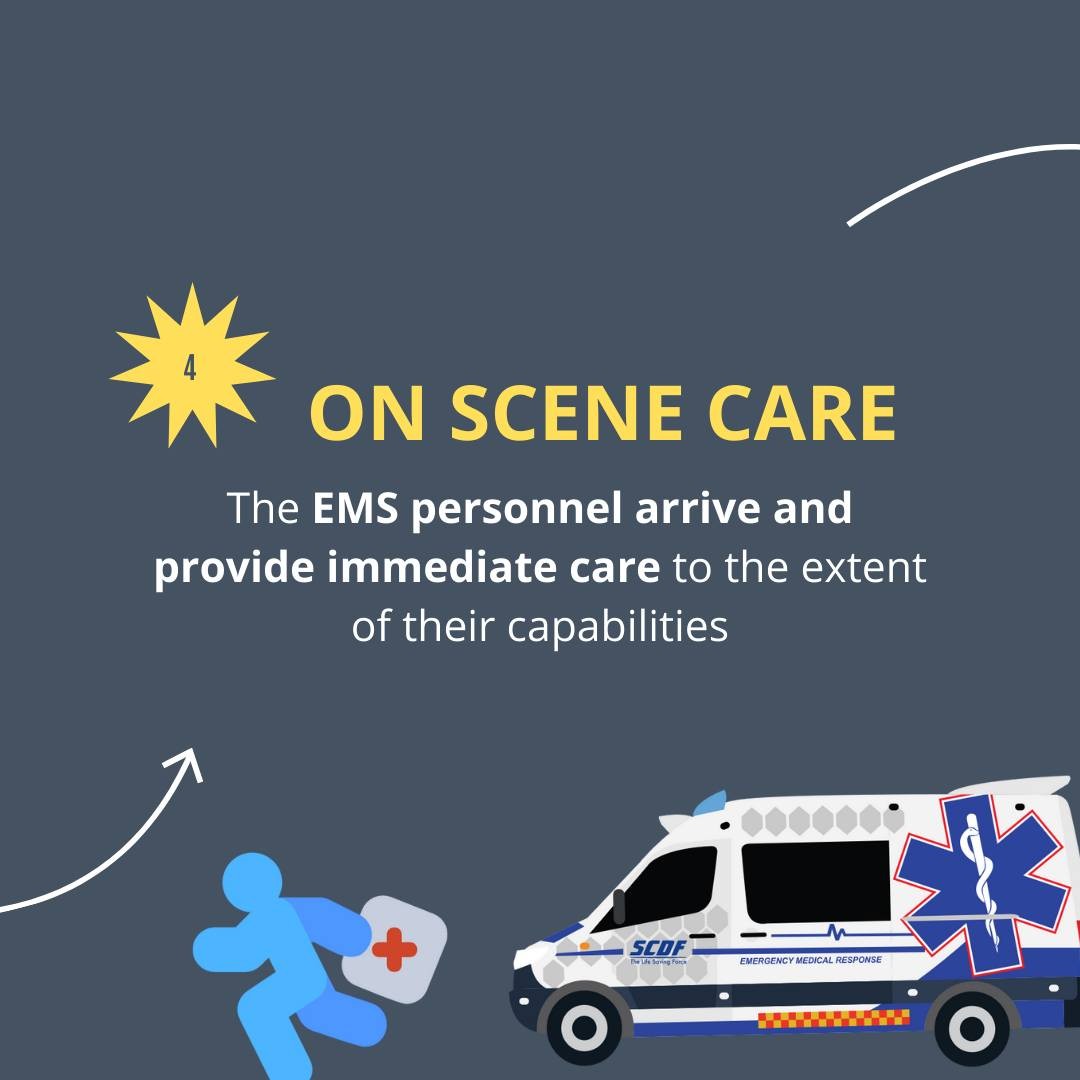 4
ON SCENE CARE
The EMS personnel arrive and
provide immediate care to the extent
of their capabilities
SCDF
The Life Saving Force
EMERGENCY MEDICAL RESPONSE